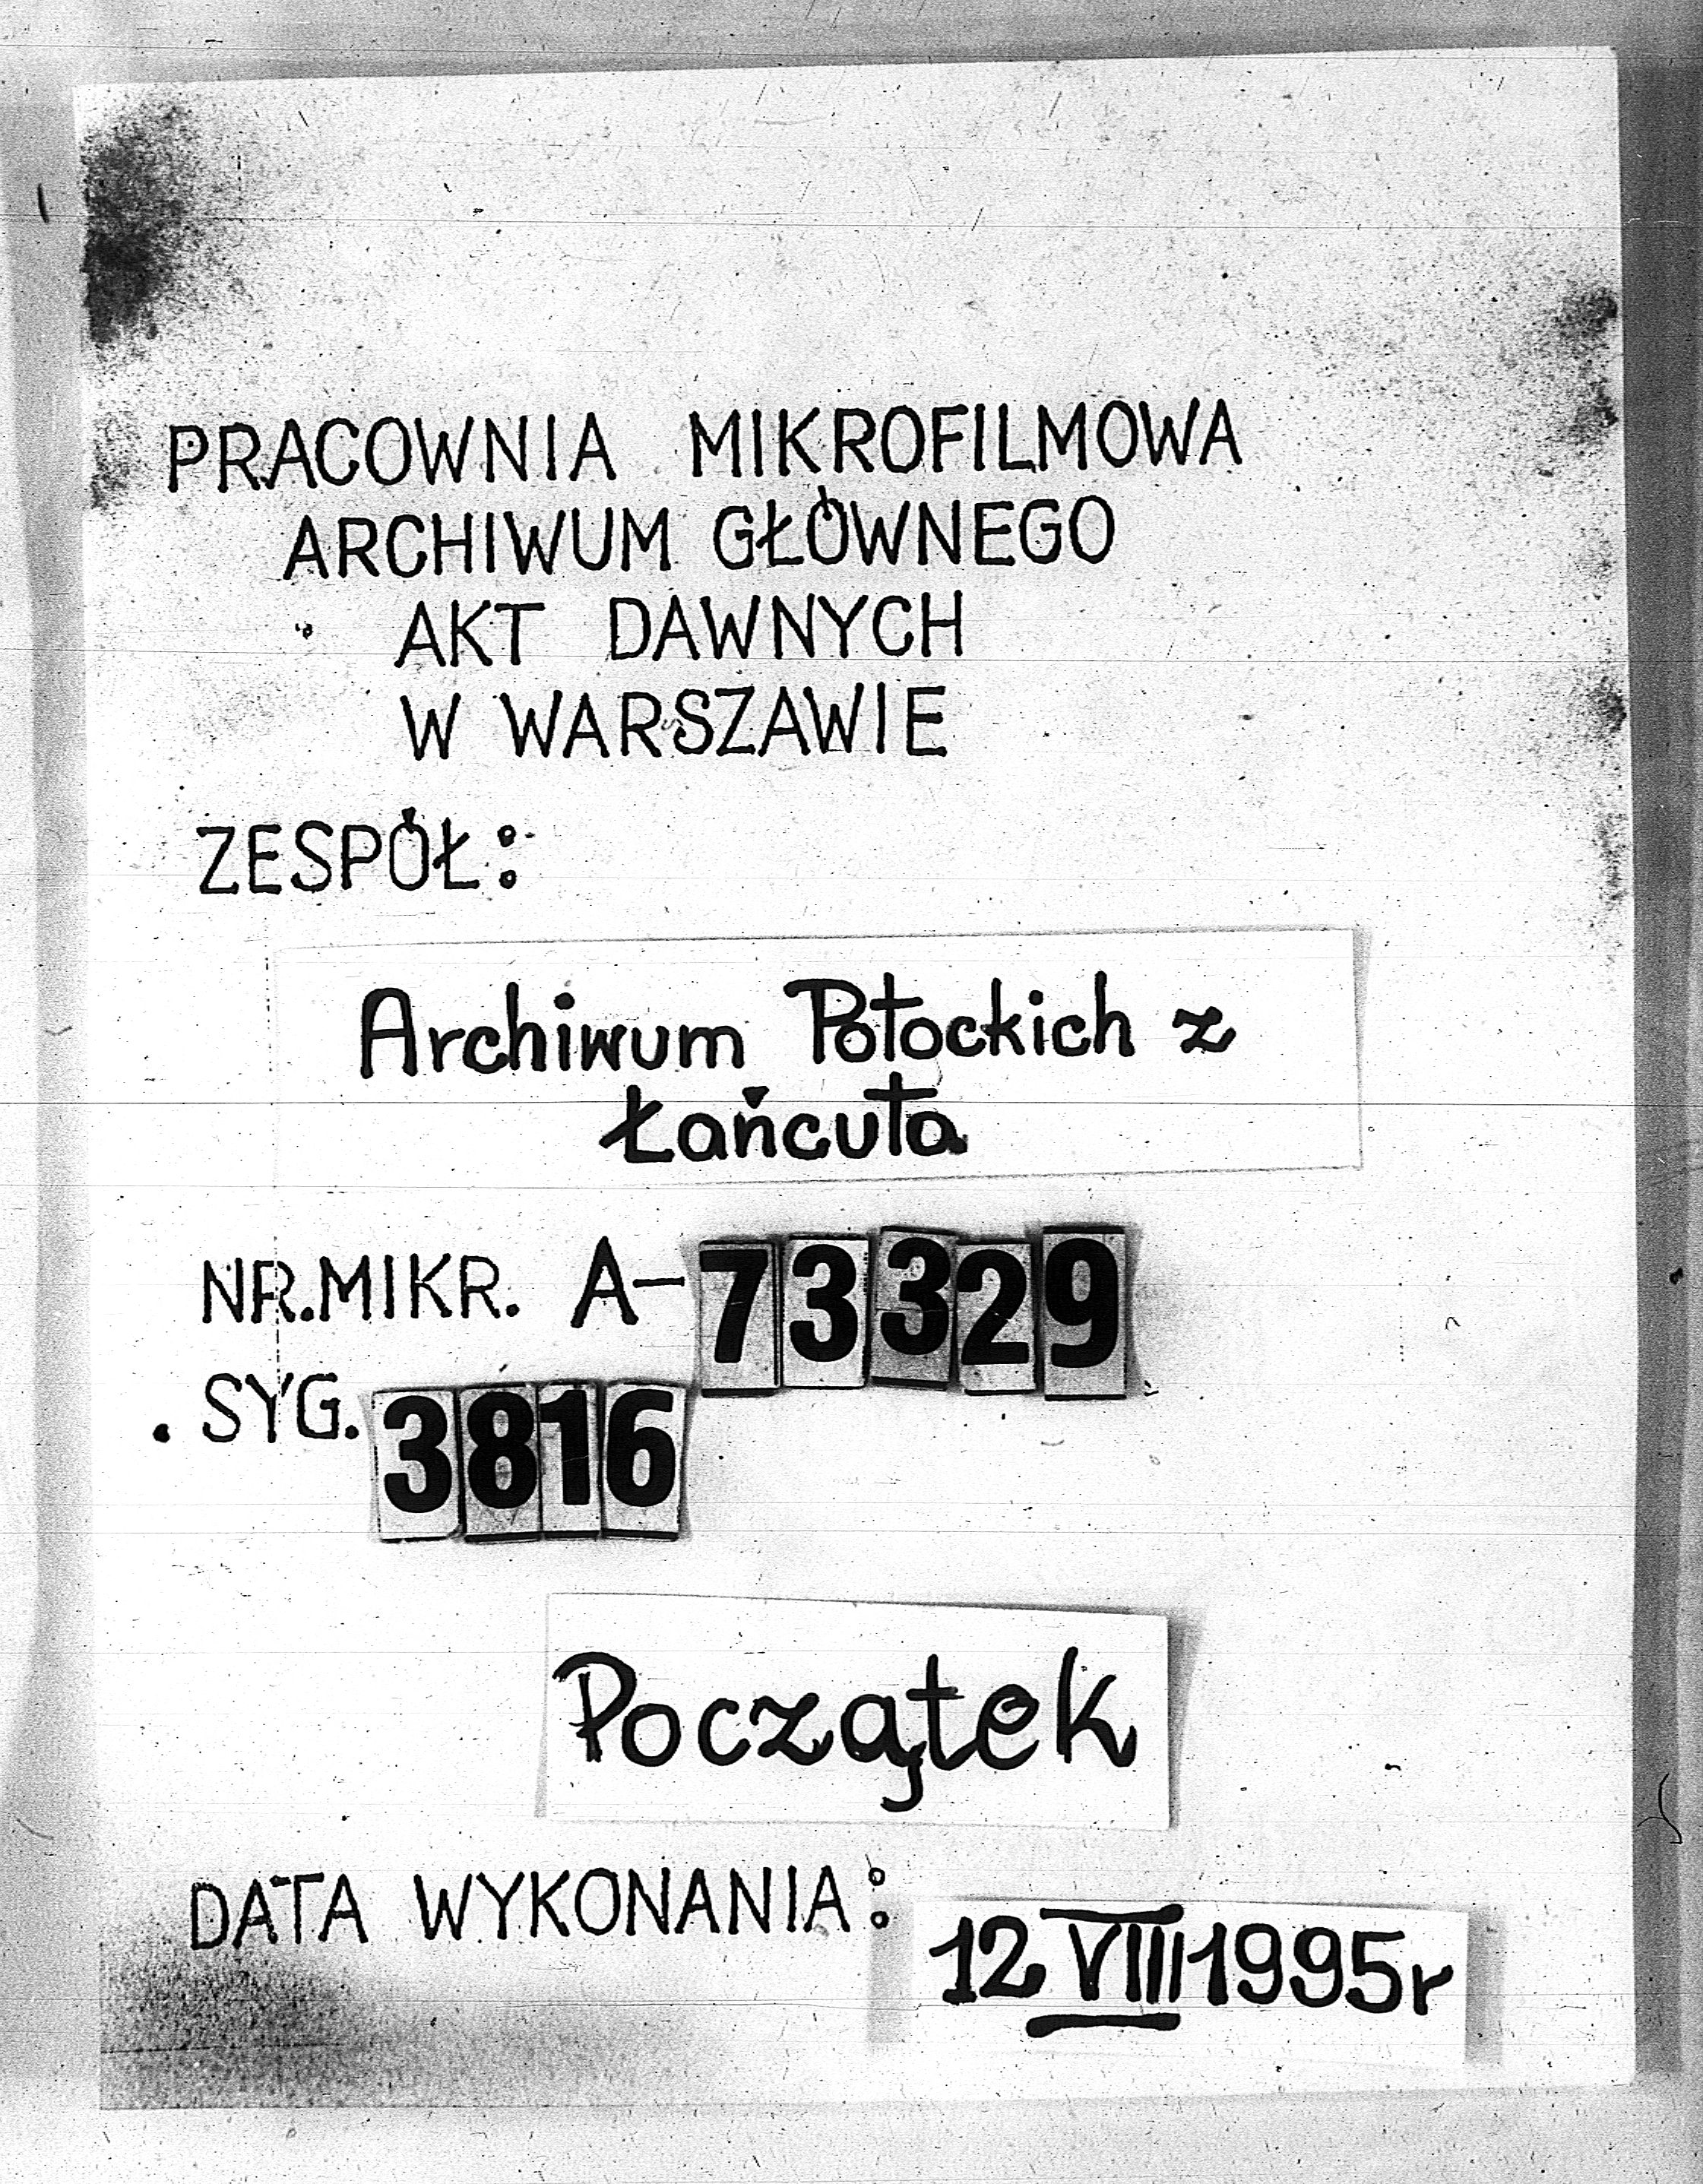 PRACOWNIA MIKROFILMOWA
ARCHIWUM GŁÓWNEGO
AKT DAWNYCH
W WARSZAWIE
ZESPÓŁ:
Archiwum Potockich z
Łańcuta
NR.MIKR. A-73329
SYG. 3816
Początek
DATA WYKONANIA: 12 VIII 1995r